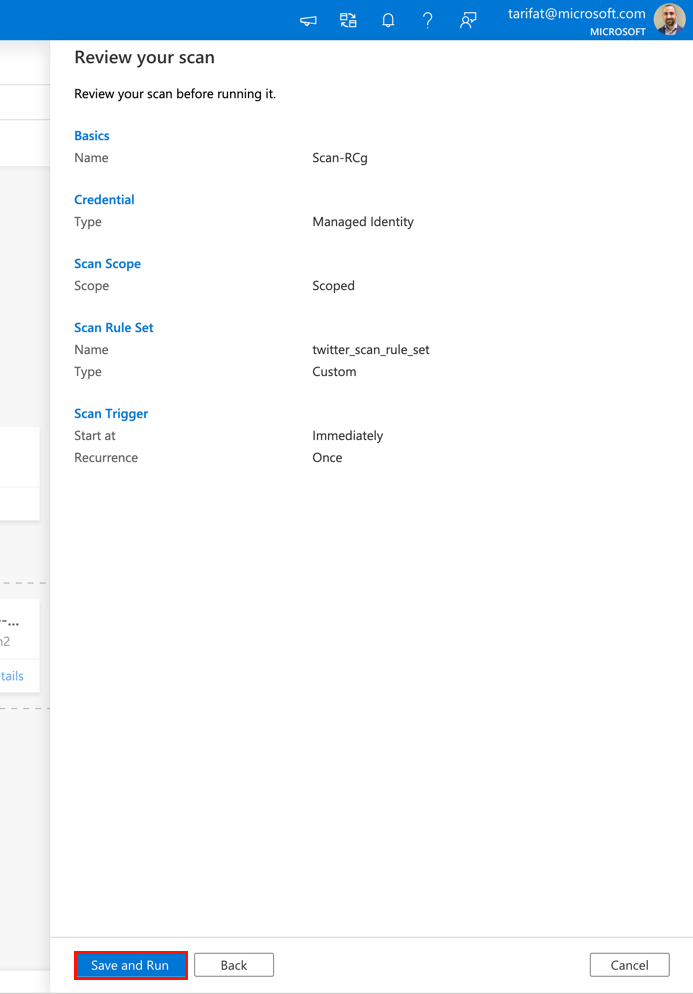 tarifat@microsoft.com
MICROSOFT
Review your scan
Review your scan before running it.
Basics
Name Scan-RCg
Credential
Type Managed Identity
Scan Scope
Scope Scoped
Scan Rule Set
Name twitter_scan_rule_set
Type Custom
Scan Trigger
Start at Immediately
Recurrence Once
-...
n2
tails
Save and Run Back Cancel